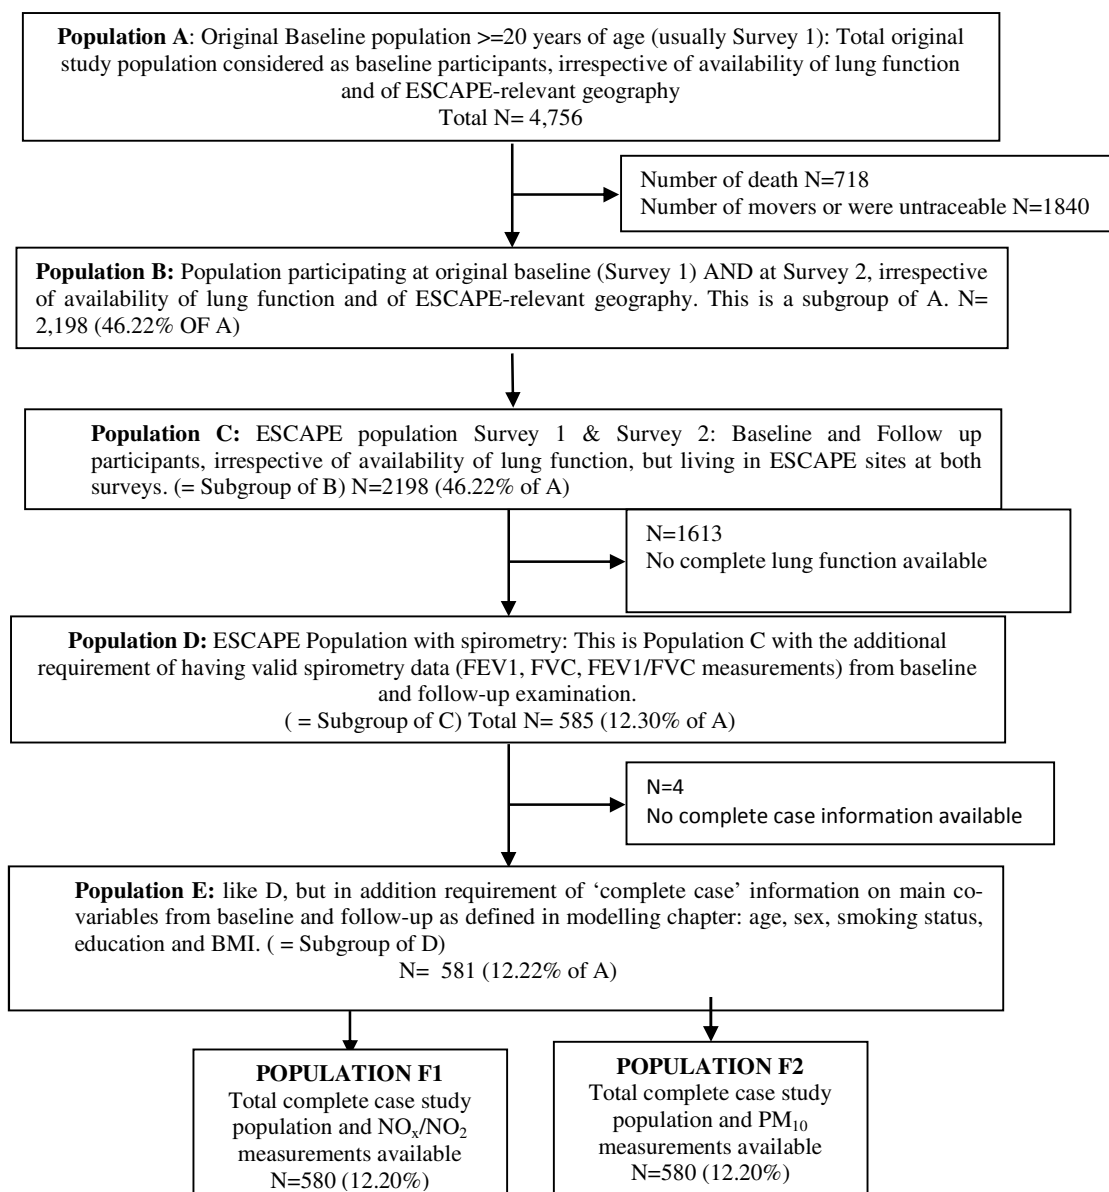 Population A: Original Baseline population >=20 years of age (usually Survey 1): Total original
study population considered as baseline participants, irrespective of availability of lung function
and of ESCAPE-relevant geography
Total N= 4,756
Number of death N=718
Number of movers or were untraceable N=1840
Population B: Population participating at original baseline (Survey 1) AND at Survey 2, irrespective
of availability of lung function and of ESCAPE-relevant geography. This is a subgroup of A. N=
2,198 (46.22% OF A)
Population C: ESCAPE population Survey 1 & Survey 2: Baseline and Follow up
participants, irrespective of availability of lung function, but living in ESCAPE sites at both
surveys. (= Subgroup of B) N=2198 (46.22% of A)
N=1613
No complete lung function available
Population D: ESCAPE Population with spirometry: This is Population C with the additional
requirement of having valid spirometry data (FEV1, FVC, FEV1/FVC measurements) from baseline
and follow-up examination.
( = Subgroup of C) Total N= 585 (12.30% of A)
N=4
No complete case information available
Population E: like D, but in addition requirement of ‘complete case’ information on main co-
variables from baseline and follow-up as defined in modelling chapter: age, sex, smoking status,
education and BMI. ( = Subgroup of D)
N= 581 (12.22% of A)
POPULATION F1
Total complete case study
population and NOx/NO2
measurements available
N=580 (12.20%)
POPULATION F2
Total complete case study
population and PM10
measurements available
N=580 (12.20%)